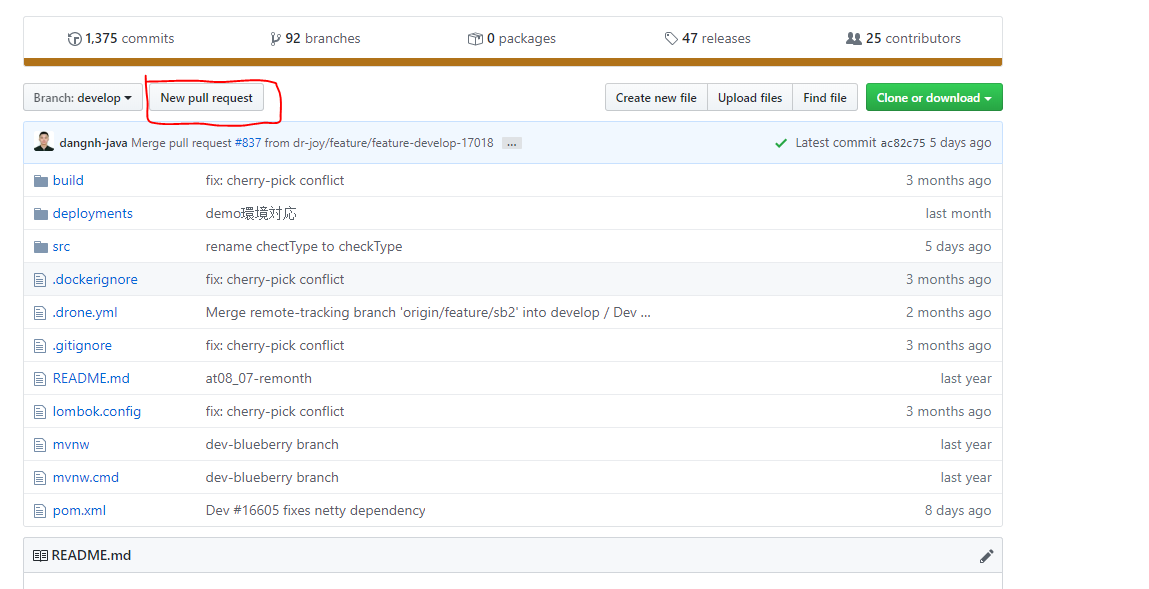 1,375 commits 92 branches 0 packages 47 releases 25 contributors
Branch: develop New pull request Create new file Upload files Find file Clone or download
dangnh-java Merge pull request #837 from dr-joy/feature/feature-develop-17018 ... Latest commit ac82c75 5 days ago
build fix: cherry-pick conflict 3 months ago
deployments demo環境対応 last month
src rename chectType to checkType 5 days ago
.dockerignore fix: cherry-pick conflict 3 months ago
.drone.yml Merge remote-tracking branch 'origin/feature/sb2' into develop / Dev ... 2 months ago
.gitignore fix: cherry-pick conflict 3 months ago
README.md at08_07-remonth last year
lombok.config fix: cherry-pick conflict 3 months ago
mvnw dev-blueberry branch last year
mvnw.cmd dev-blueberry branch last year
pom.xml Dev #16605 fixes netty dependency 8 days ago
README.md